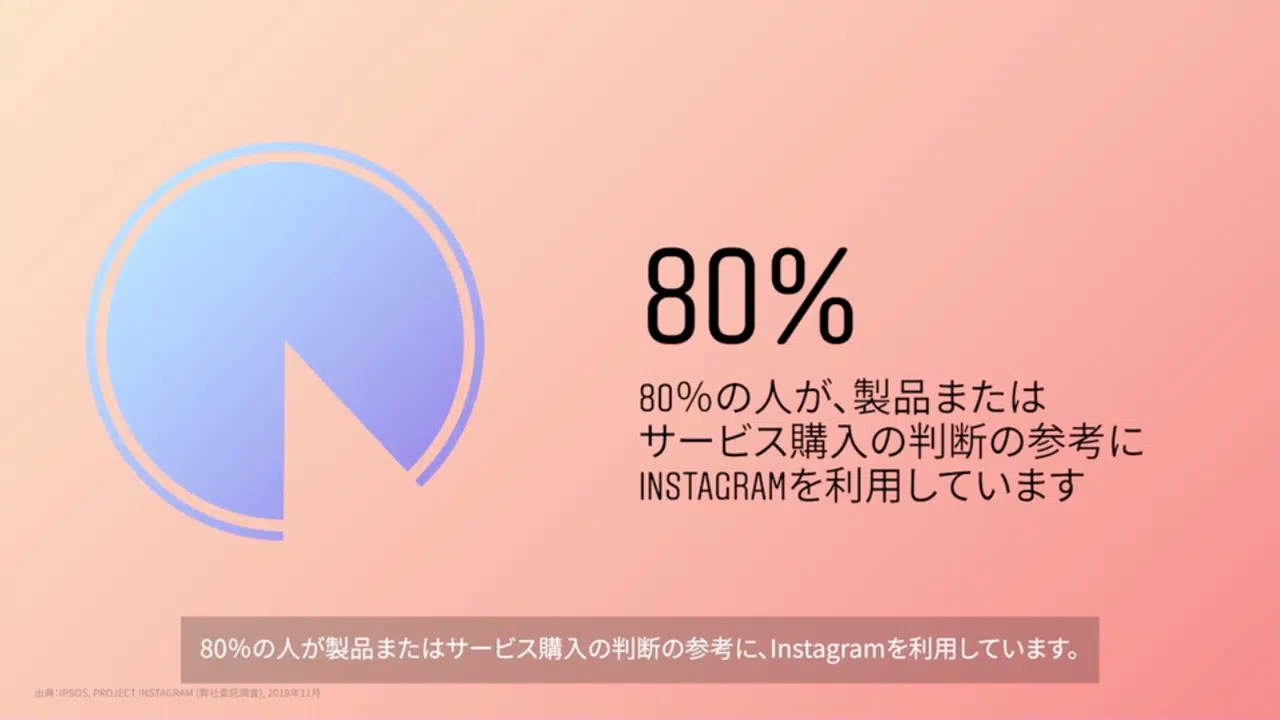 80%
80%の人が、製品または
サービス購入の判断の参考に
INSTAGRAMを利用しています
80%の人が製品またはサービス購入の判断の参考に、Instagramを利用しています。
出典:IPSOS, PROJECT INSTAGRAM (弊社委託調査), 2018年11月